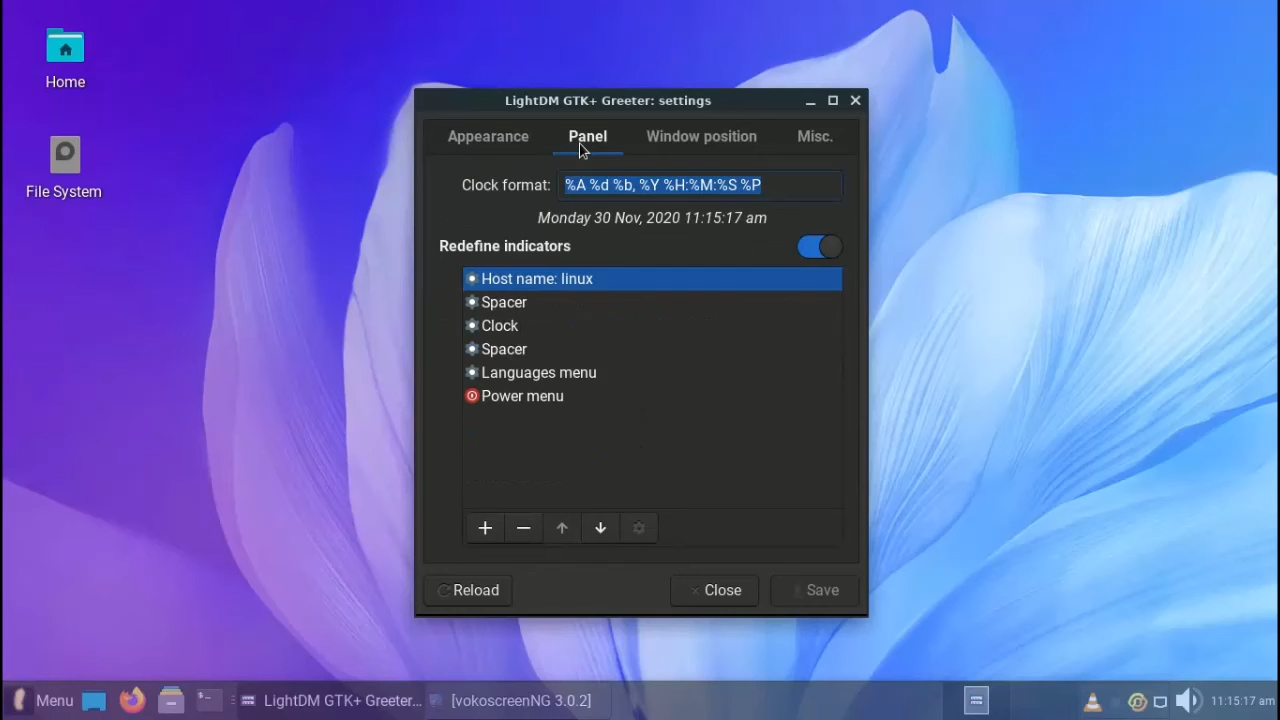 Home
File System
LightDM GTK+ Greeter: settings
Appearance Panel Window position Misc.
Clock format: %A %d %b, %Y %H:%M:%S %P
Monday 30 Nov, 2020 11:15:17 am
Redefine indicators
Host name: linux
Spacer
Clock
Spacer
Languages menu
Power menu
Reload Close Save
Menu LightDM GTK+ Greeter... [vokoscreenNG 3.0.2] 11:15:17 am